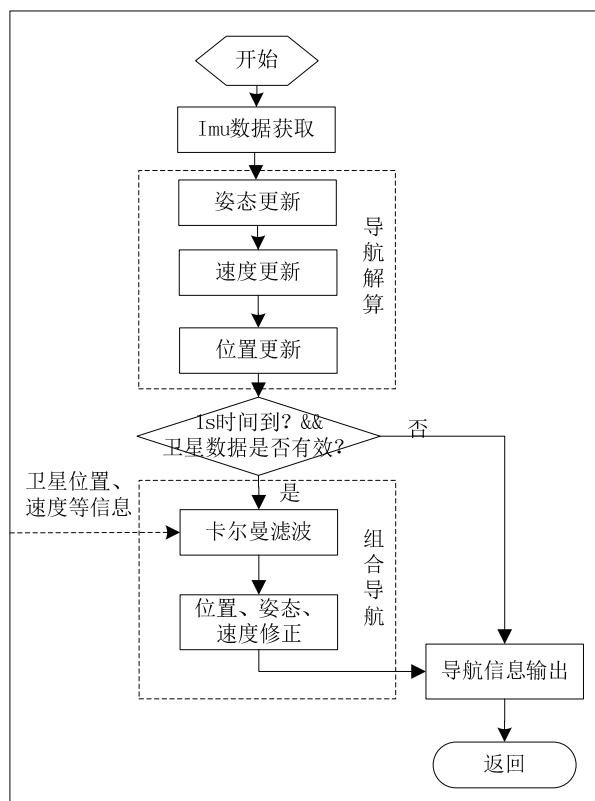 开始
Imu数据获取
姿态更新
速度更新
位置更新
导
航
解
算
1s时间到？&&
卫星数据是否有效？
否
是
卫星位置、
速度等信息
卡尔曼滤波
位置、姿态、
速度修正
组
合
导
航
导航信息输出
返回